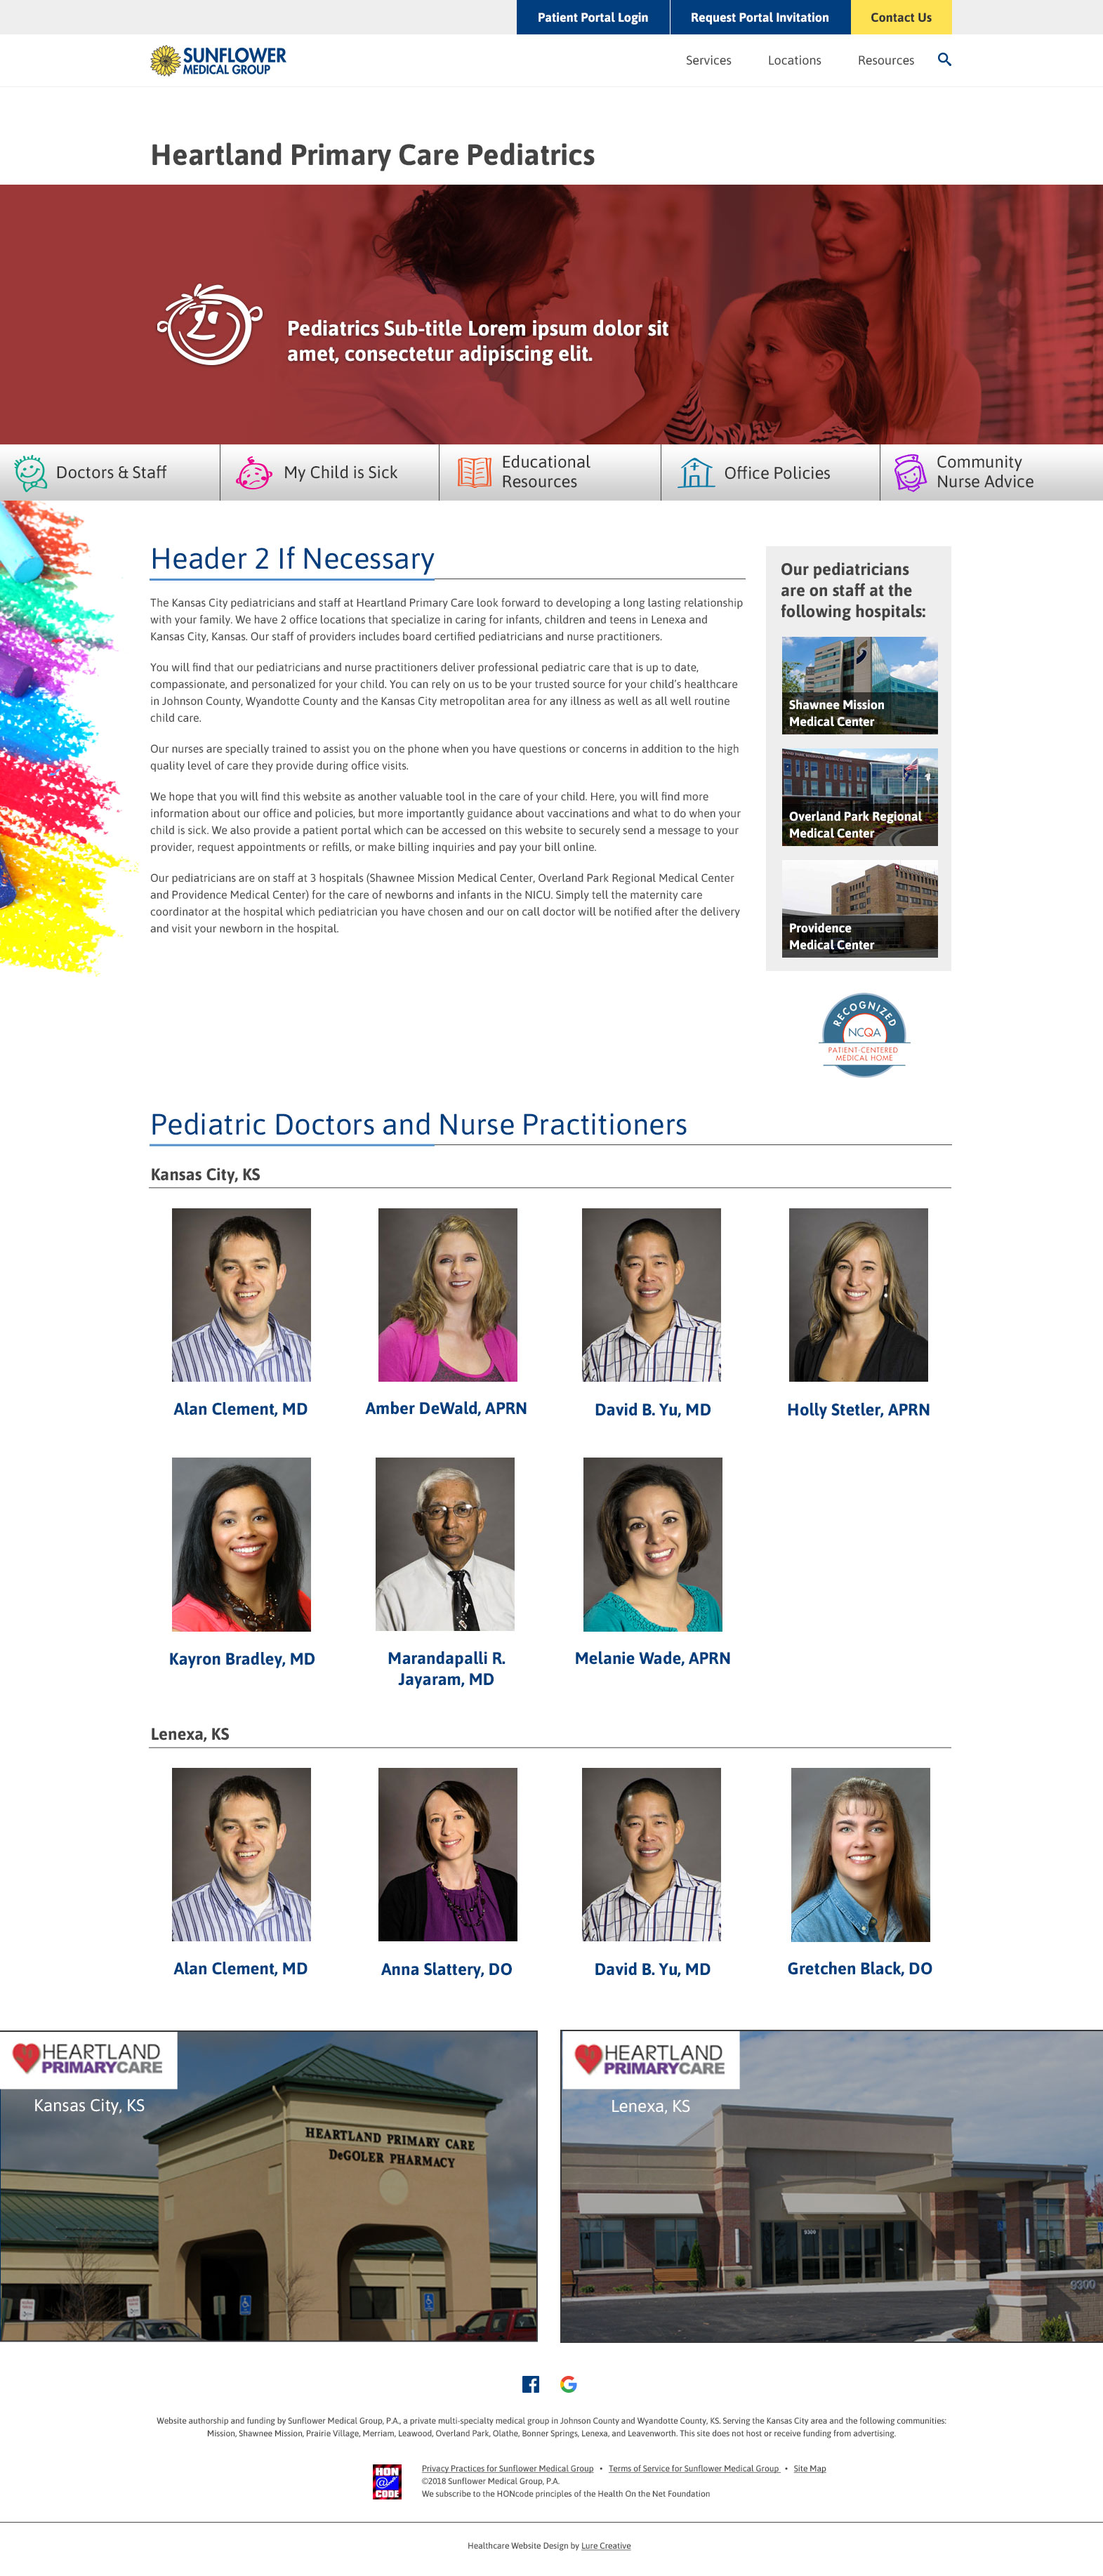 Patient Portal Login
Request Portal Invitation
Contact Us
SUNFLOWER
MEDICAL GROUP
Services
Locations
Resources
Heartland Primary Care Pediatrics
Pediatrics Sub-title Lorem ipsum dolor sit
amet, consectetur adipiscing elit.
Doctors & Staff
My Child is Sick
Educational
Resources
Office Policies
Community
Nurse Advice
Header 2 If Necessary
The Kansas City pediatricians and staff at Heartland Primary Care look forward to developing a long lasting relationship
with your family. We have 2 office locations that specialize in caring for infants, children and teens in Lenexa and
Kansas City, Kansas. Our staff of providers includes board certified pediatricians and nurse practitioners.
You will find that our pediatricians and nurse practitioners deliver professional pediatric care that is up to date,
compassionate, and personalized for your child. You can rely on us to be your trusted source for your child's healthcare
in Johnson County, Wyandotte County and the Kansas City metropolitan area for any illness as well as all well routine
child care.
Our nurses are specially trained to assist you on the phone when you have questions or concerns in addition to the high
quality level of care they provide during office visits.
We hope that you will find this website as another valuable tool in the care of your child. Here, you will find more
information about our office and policies, but more importantly guidance about vaccinations and what to do when your
child is sick. We also provide a patient portal which can be accessed on this website to securely send a message to your
provider, request appointments or refills, or make billing inquiries and pay your bill online.
Our pediatricians are on staff at 3 hospitals (Shawnee Mission Medical Center, Overland Park Regional Medical Center
and Providence Medical Center) for the care of newborns and infants in the NICU. Simply tell the maternity care
coordinator at the hospital which pediatrician you have chosen and our on call doctor will be notified after the delivery
and visit your newborn in the hospital.
Our pediatricians
are on staff at the
following hospitals:
Shawnee Mission
Medical Center
Overland Park Regional
Medical Center
Providence
Medical Center
RECOGNIZED
NCQA
PATIENT-CENTERED
MEDICAL HOME
Pediatric Doctors and Nurse Practitioners
Kansas City, KS
Alan Clement, MD
Amber DeWald, APRN
David B. Yu, MD
Holly Stetler, APRN
Kayron Bradley, MD
Marandapalli R.
Jayaram, MD
Melanie Wade, APRN
Lenexa, KS
Alan Clement, MD
Anna Slattery, DO
David B. Yu, MD
Gretchen Black, DO
HEARTLAND
PRIMARYCARE
Kansas City, KS
HEARTLAND PRIMARY CARE
DeGOLER PHARMACY
HEARTLAND
PRIMARYCARE
Lenexa, KS
9300
9300
Website authorship and funding by Sunflower Medical Group, P.A., a private multi-specialty medical group in Johnson County and Wyandotte County, KS. Serving the Kansas City area and the following communities:
Mission, Shawnee Mission, Prairie Village, Merriam, Leawood, Overland Park, Olathe, Bonner Springs, Lenexa, and Leavenworth. This site does not host or receive funding from advertising.
HON
@
CODE
Privacy Practices for Sunflower Medical Group • Terms of Service for Sunflower Medical Group • Site Map
©2018 Sunflower Medical Group, P.A.
We subscribe to the HONcode principles of the Health On the Net Foundation
Healthcare Website Design by Lure Creative